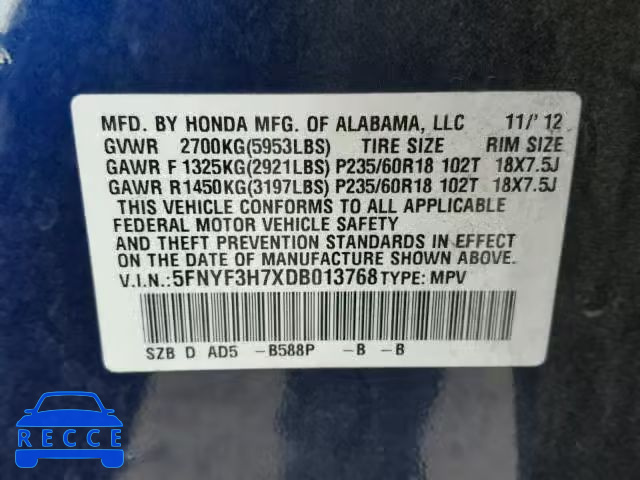 MFD. BY HONDA MFG. OF ALABAMA, LLC 11/' 12
GVWR 2700KG(5953LBS) TIRE SIZE RIM SIZE
GAWR F 1325KG(2921LBS) P235/60R18 102T 18X7.5J
GAWR R1450KG(3197LBS) P235/60R18 102T 18X7.5J
THIS VEHICLE CONFORMS TO ALL APPLICABLE
FEDERAL MOTOR VEHICLE SAFETY
AND THEFT PREVENTION STANDARDS IN EFFECT
ON THE DATE OF MANUFACTURE SHOWN ABOVE.
V.I.N.:5FNYF3H7XDB013768 TYPE: MPV
SZB D AD5 -B588P -B -B
RECCE